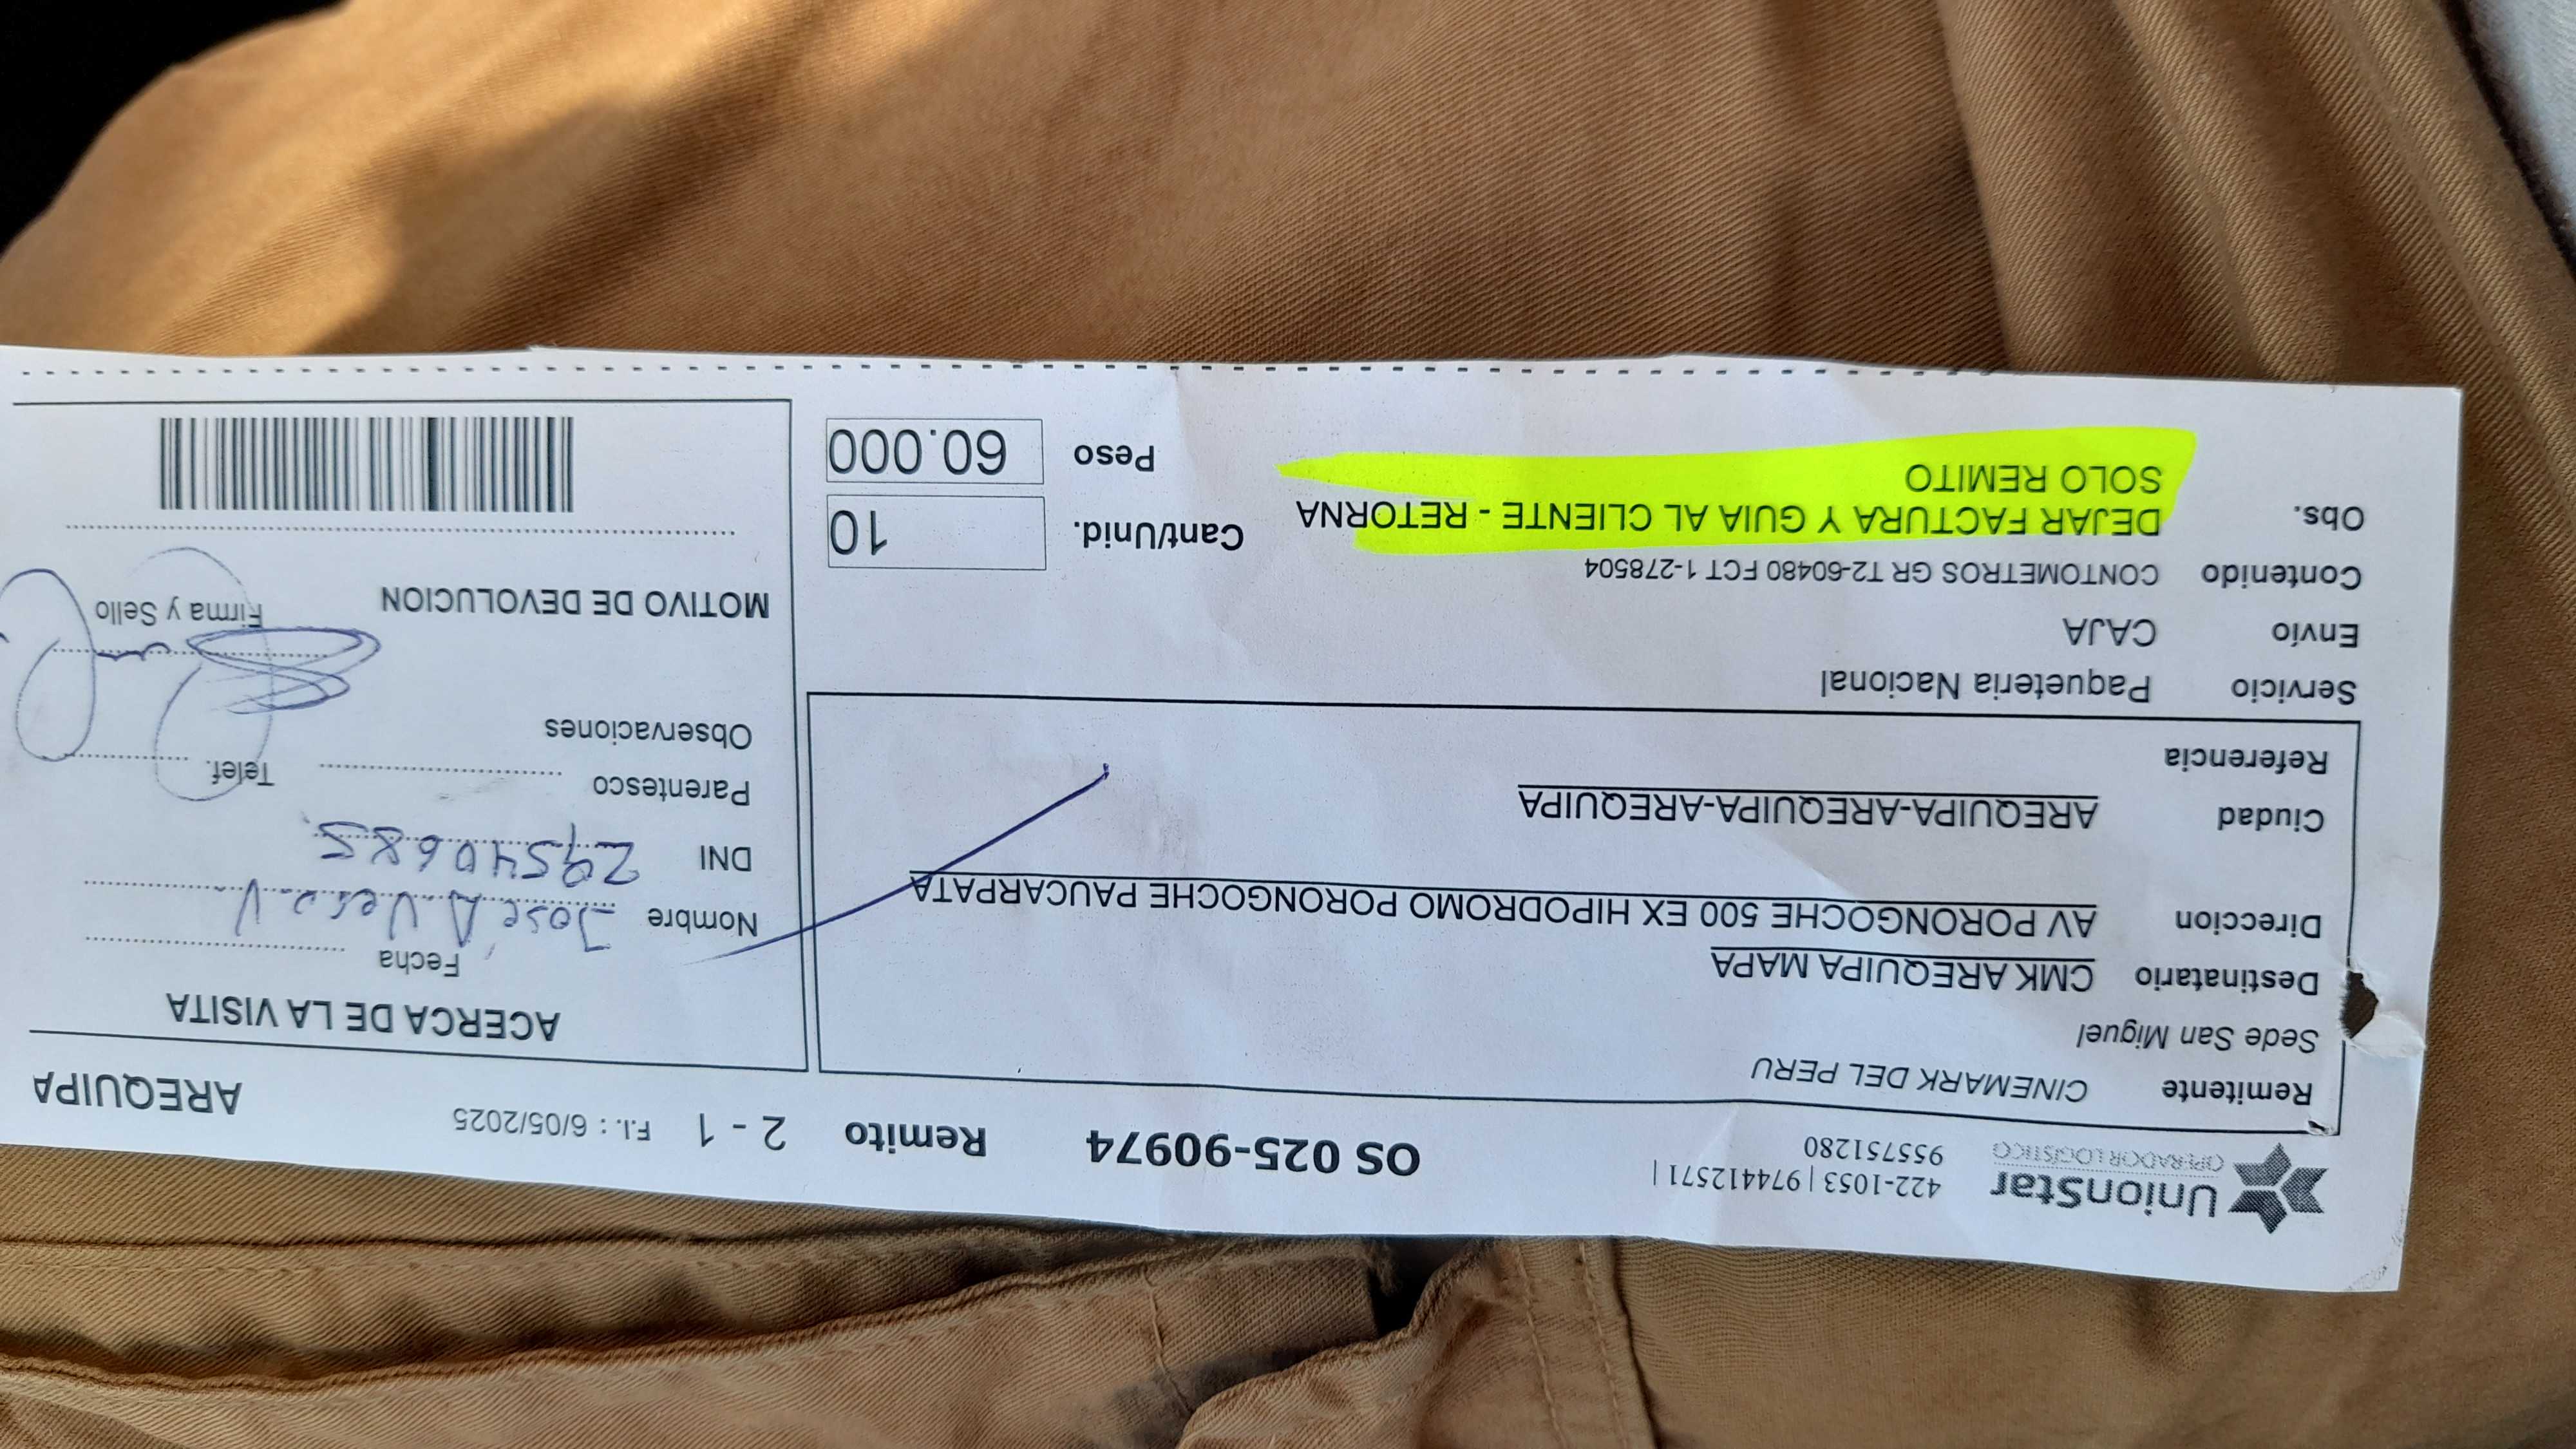 UnionStar
OPERADOR LOGÍSTICO
422-1053 | 974412571 |
955751280
OS 025-90974
Remito 2 - 1 F.I. : 6/05/2025
AREQUIPA
Remitente CINEMARK DEL PERU
Sede San Miguel
Destinatario CMK AREQUIPA MAPA
Direccion AV PORONGOCHE 500 EX HIPODROMO PORONGOCHE PAUCARPATA
Ciudad AREQUIPA-AREQUIPA-AREQUIPA
Referencia
Servicio Paqueteria Nacional
Envío CAJA
Contenido CONTOMETROS GR T2-60480 FCT 1-278504
Obs. DEJAR FACTURA Y GUIA AL CLIENTE - RETORNA
SOLO REMITO
Cant/Unid. 10
Peso 60.000
ACERCA DE LA VISITA
Fecha
Nombre Jose A. V.
DNI 29540685
Parentesco Telef.
Observaciones
Firma y Sello
MOTIVO DE DEVOLUCION